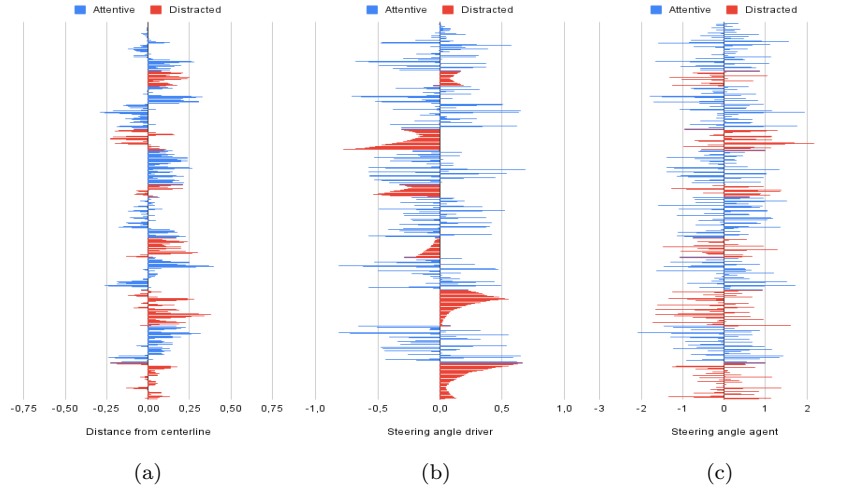 Attentive Distracted Attentive Distracted Attentive Distracted
-0,75 -0,50 -0,25 0,00 0,25 0,50 0,75 -1,0 -0,5 0,0 0,5 1,0 -3 -2 -1 0 1 2
Distance from centerline Steering angle driver Steering angle agent
(a) (b) (c)